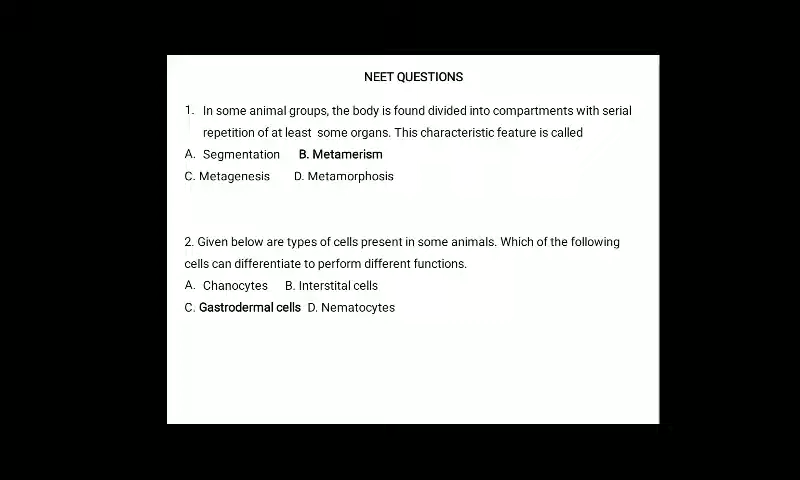 NEET QUESTIONS
1. In some animal groups, the body is found divided into compartments with serial
repetition of at least some organs. This characteristic feature is called
A. Segmentation B. Metamerism
C. Metagenesis D. Metamorphosis
2. Given below are types of cells present in some animals. Which of the following
cells can differentiate to perform different functions.
A. Chanocytes B. Interstital cells
C. Gastrodermal cells D. Nematocytes